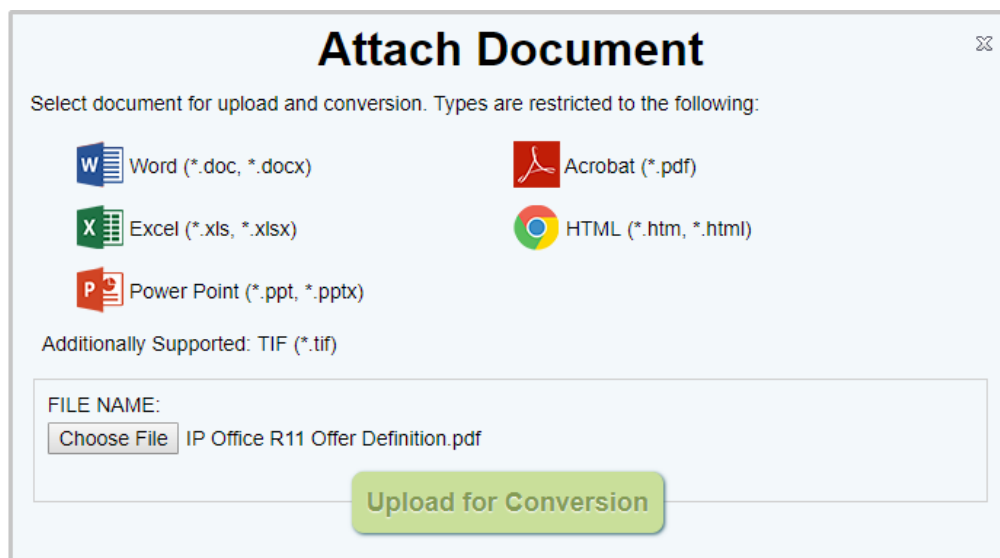 Attach Document
Select document for upload and conversion. Types are restricted to the following:
W Word (*.doc, *.docx)
Acrobat (*.pdf)
X Excel (*.xls, *.xlsx)
HTML (*.htm, *.html)
P Power Point (*.ppt, *.pptx)
Additionally Supported: TIF (*.tif)
FILE NAME:
Choose File IP Office R11 Offer Definition.pdf
Upload for Conversion